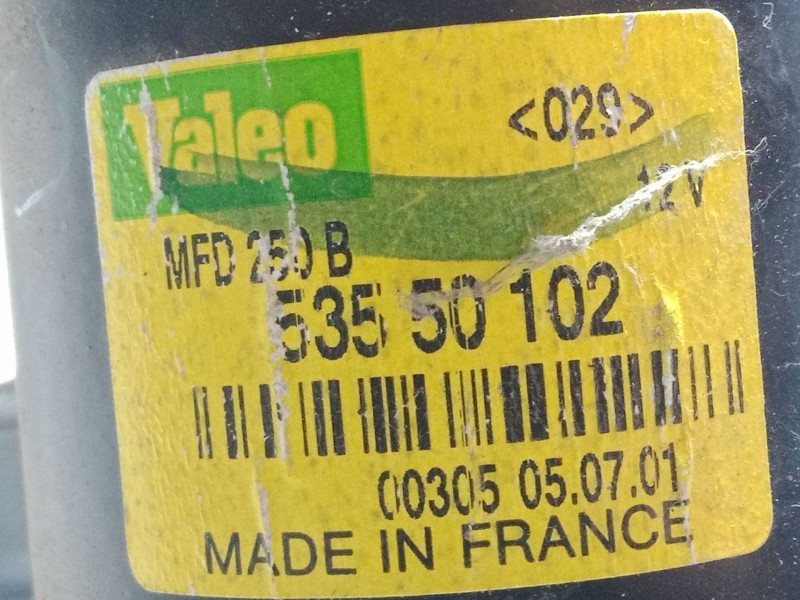 Valeo
<029>
12 V
MFD 250 B
535 50 102
00305 05.07.01
MADE IN FRANCE